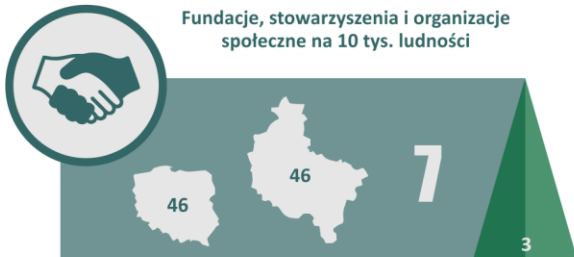 Fundacje, stowarzyszenia i organizacje
społeczne na 10 tys. ludności
46
46
7
3